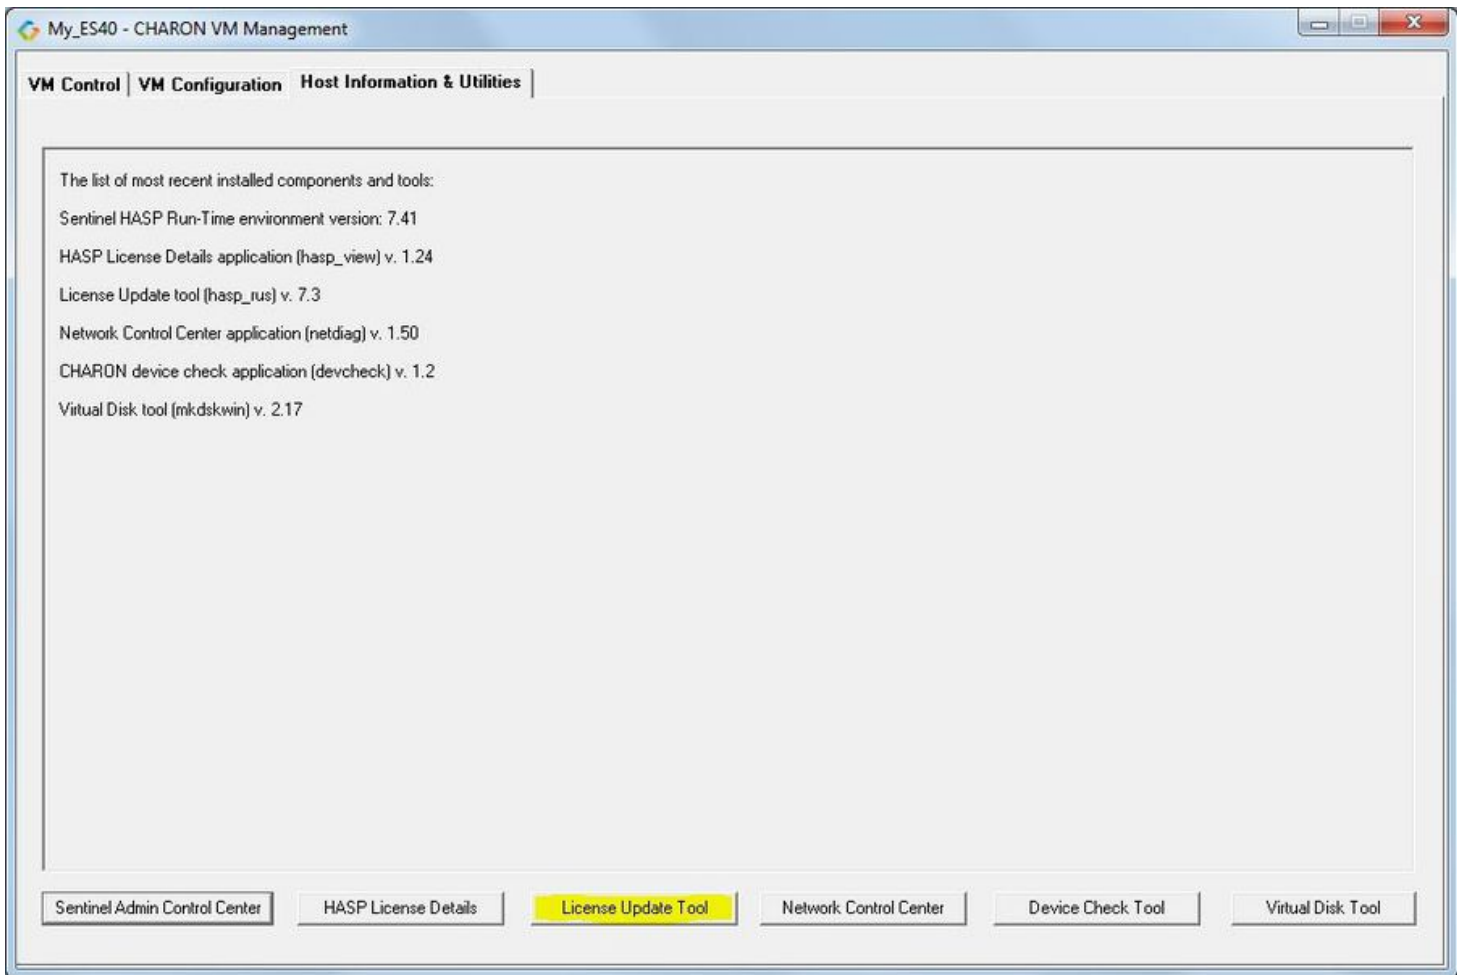 My_ES40 - CHARON VM Management
VM Control VM Configuration Host Information & Utilities
The list of most recent installed components and tools:
Sentinel HASP Run-Time environment version: 7.41
HASP License Details application (hasp_view) v. 1.24
License Update tool (hasp_rus) v. 7.3
Network Control Center application (netdiag) v. 1.50
CHARON device check application (devcheck) v. 1.2
Virtual Disk tool (mkdskwin) v. 2.17
Sentinel Admin Control Center HASP License Details License Update Tool Network Control Center Device Check Tool Virtual Disk Tool